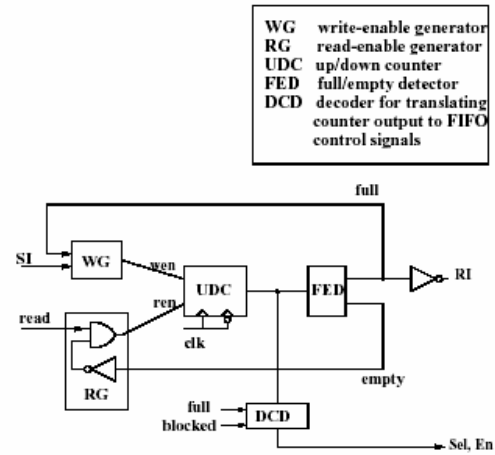 WG write-enable generator
RG read-enable generator
UDC up/down counter
FED full/empty detector
DCD decoder for translating
counter output to FIFO
control signals
full
SI
WG
wen
UDC
FED
RI
ren
read
clk
RG
empty
full
blocked
DCD
Sel, En